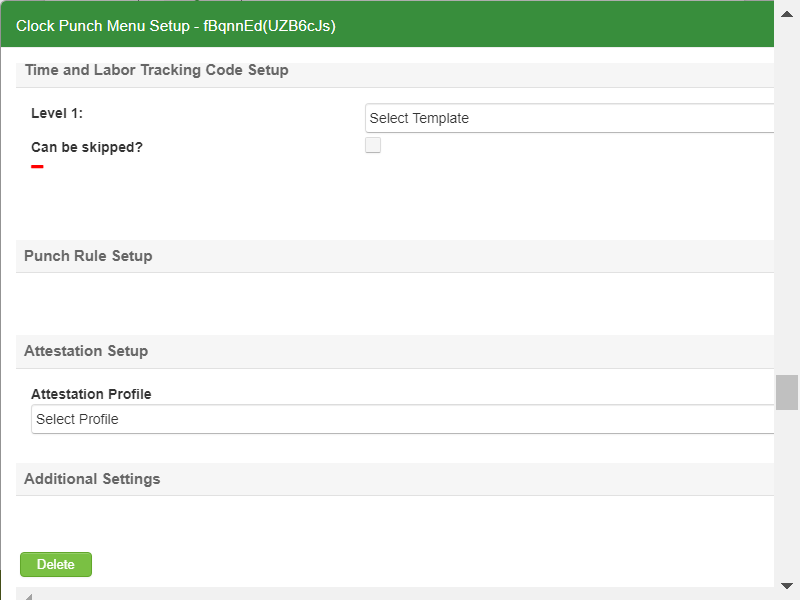 Clock Punch Menu Setup - fBqnnEd(UZB6cJs)
Time and Labor Tracking Code Setup
Level 1:
Select Template
Can be skipped?
Punch Rule Setup
Attestation Setup
Attestation Profile
Select Profile
Additional Settings
Delete